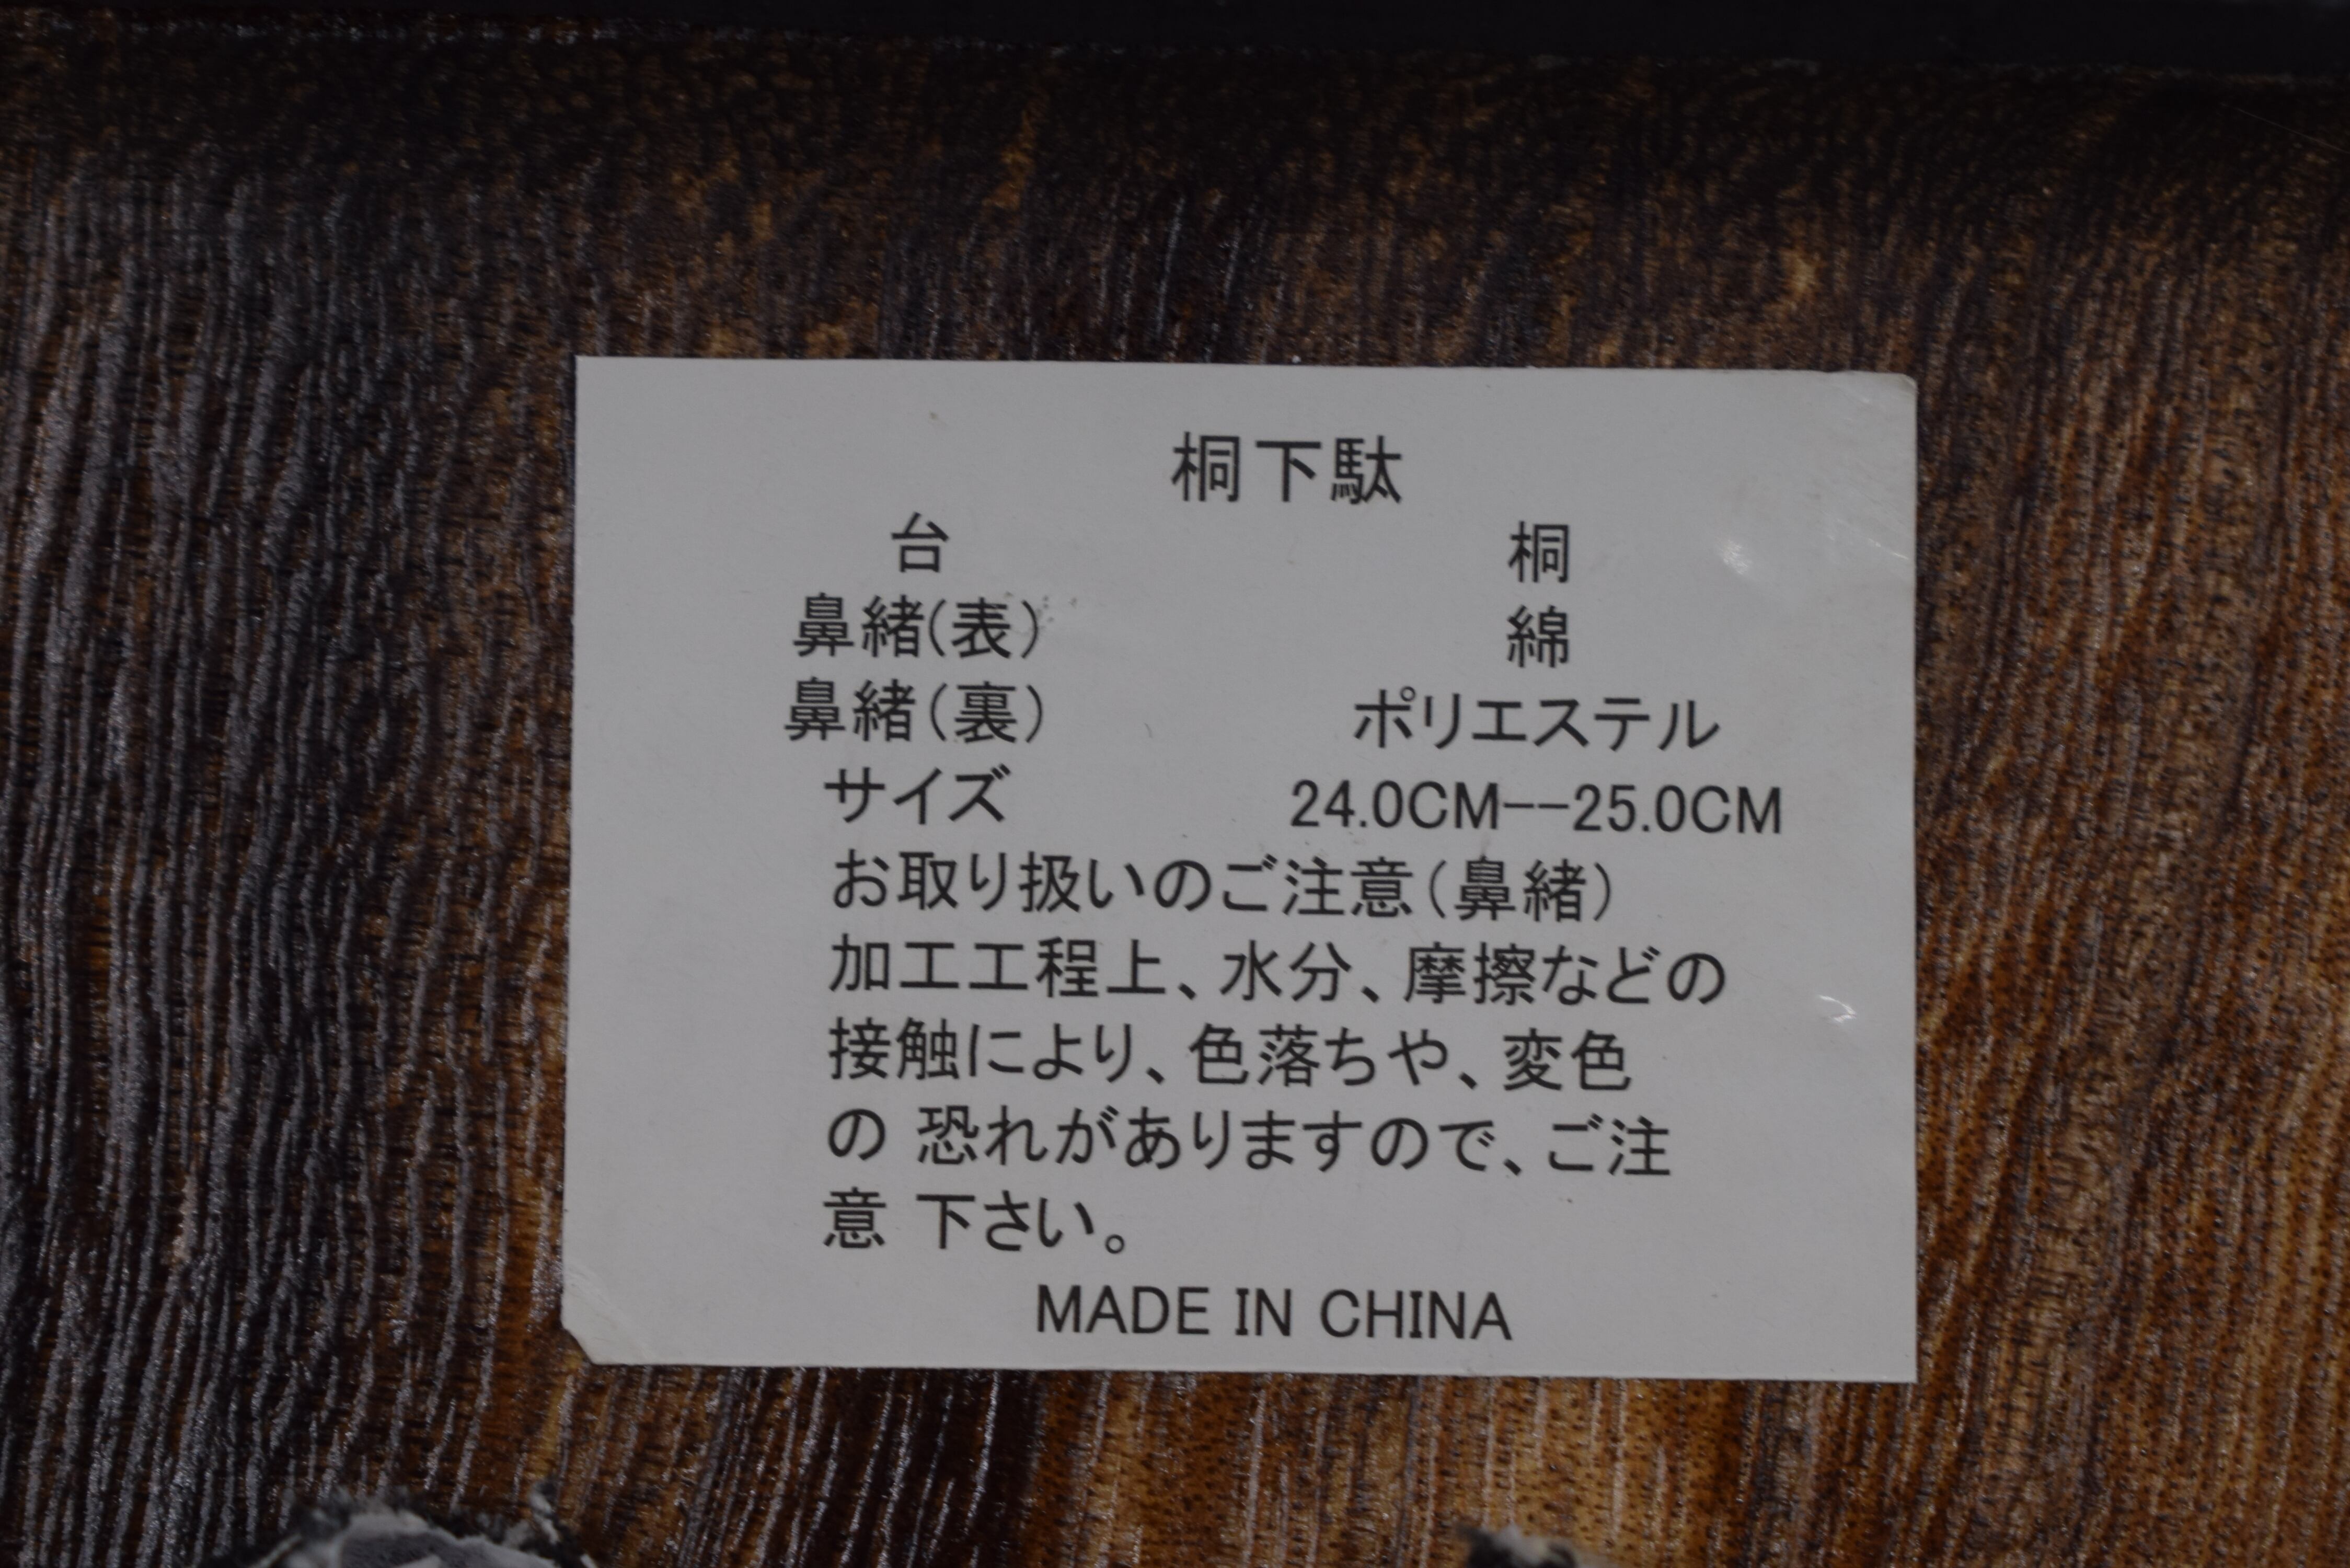 桐下駄
台 桐
鼻緒(表) 綿
鼻緒(裏) ポリエステル
サイズ 24.0CM--25.0CM
お取り扱いのご注意(鼻緒)
加工工程上、水分、摩擦などの
接触により、色落ちや、変色
の 恐れがありますので、ご注
意 下さい。
MADE IN CHINA